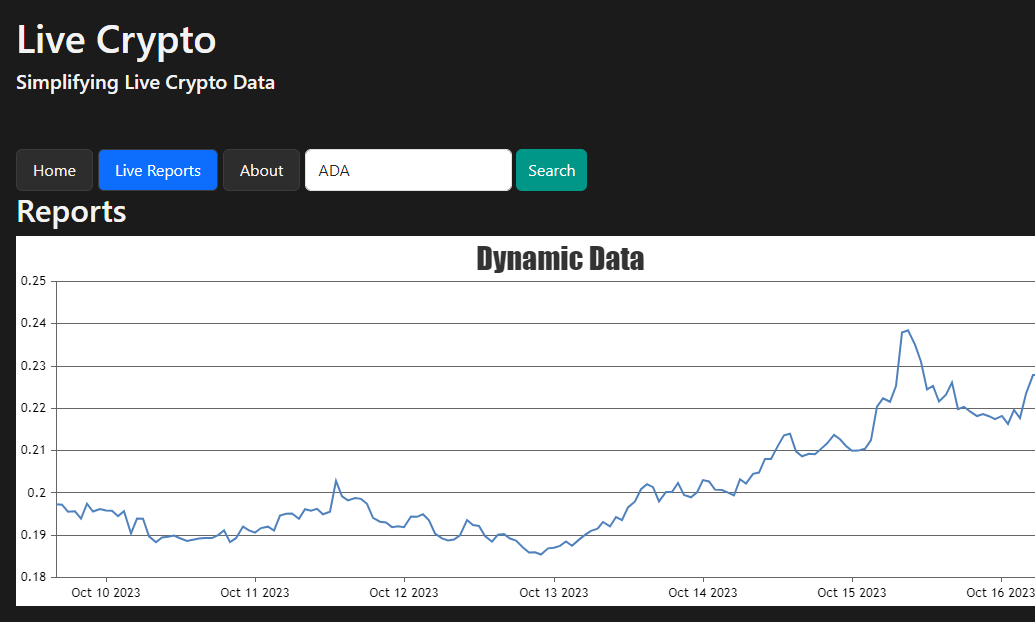 Live Crypto
Simplifying Live Crypto Data
Home Live Reports About ADA Search
Reports
Dynamic Data
0.25
0.24
0.23
0.22
0.21
0.2
0.19
0.18
Oct 10 2023 Oct 11 2023 Oct 12 2023 Oct 13 2023 Oct 14 2023 Oct 15 2023 Oct 16 2023